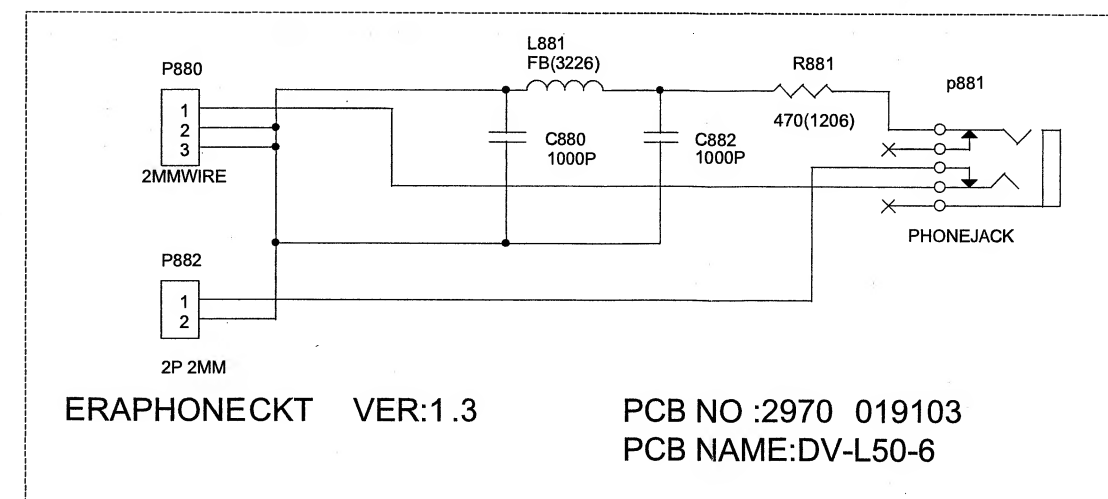 L881
FB(3226)
P880
R881
p881
1
2
3
470(1206)
C880
1000P
C882
1000P
2MMWIRE
PHONEJACK
P882
1
2
2P 2MM
ERAPHONECKT VER:1.3
PCB NO :2970 019103
PCB NAME:DV-L50-6